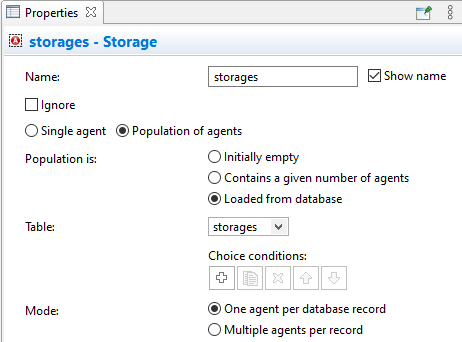 Properties
storages - Storage
Name: storages Show name
Ignore
Single agent Population of agents
Population is: Initially empty
Contains a given number of agents
Loaded from database
Table: storages
Choice conditions:
Mode: One agent per database record
Multiple agents per record